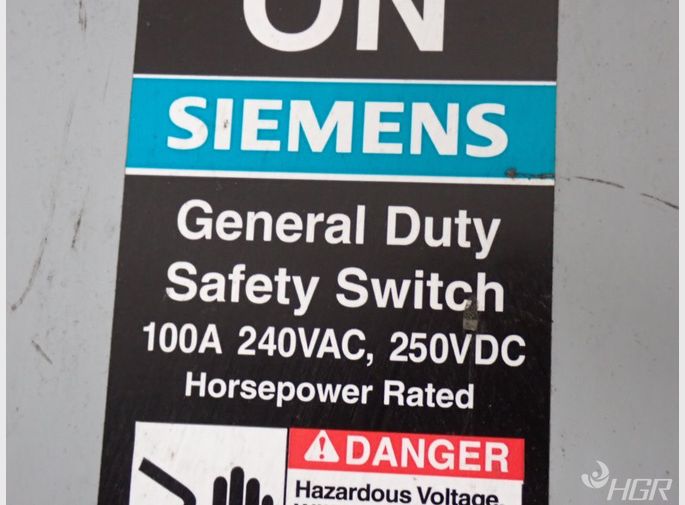 ON
SIEMENS
General Duty
Safety Switch
100A 240VAC, 250VDC
Horsepower Rated
DANGER
Hazardous Voltage.
HGR